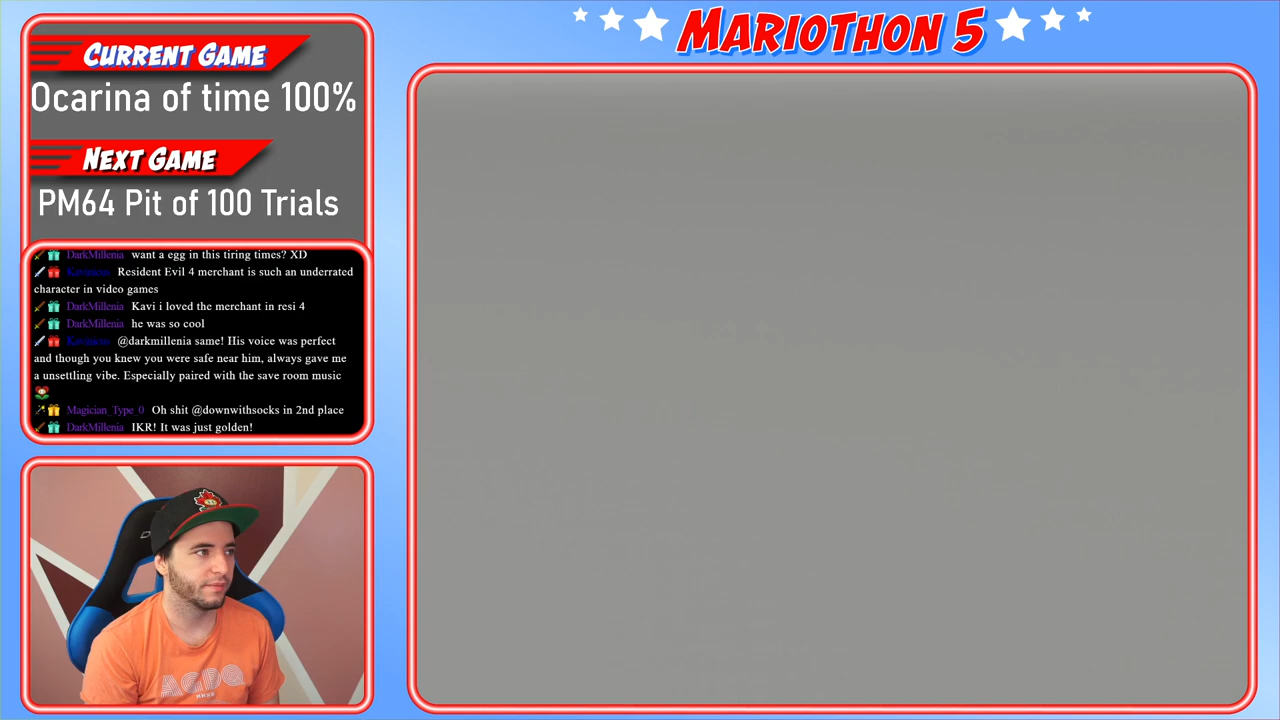 MARIOTHON 5
CURRENT GAME
Ocarina of time 100%
NEXT GAME
PM64 Pit of 100 Trials
DarkMillenia want a egg in this tiring times? XD
Resident Evil 4 merchant is such an underrated
character in video games
DarkMillenia Kavi i loved the merchant in resi 4
DarkMillenia he was so cool
@darkmillenia same! His voice was perfect
and though you knew you were safe near him, always gave me
a unsettling vibe. Especially paired with the save room music
Magician_Type_0 Oh shit @downwithsocks in 2nd place
DarkMillenia IKR! It was just golden!
AGDQ